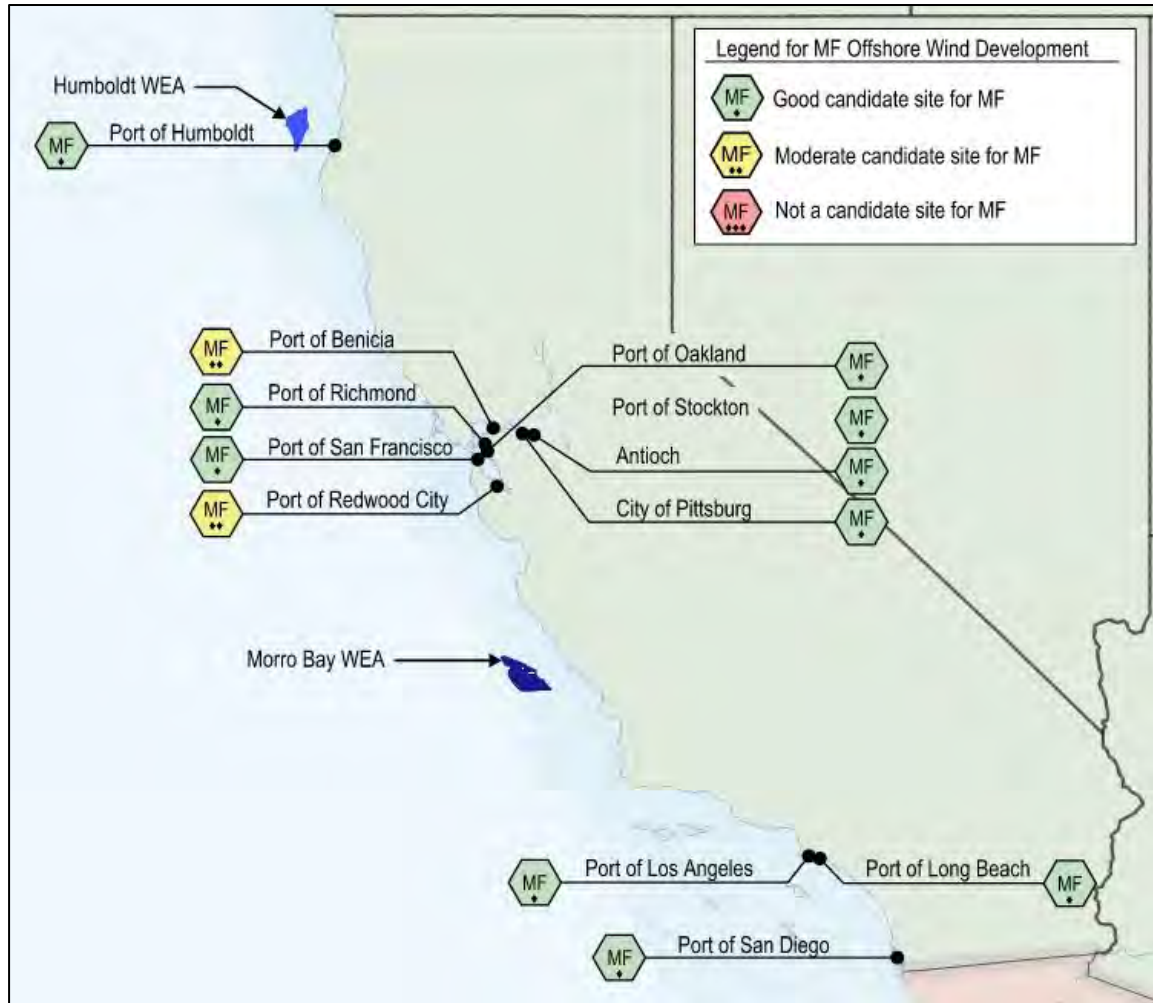 Legend for MF Offshore Wind Development
MF
Good candidate site for MF
MF
Moderate candidate site for MF
MF
Not a candidate site for MF
Humboldt WEA
MF
Port of Humboldt
MF
Port of Benicia
MF
Port of Richmond
MF
Port of San Francisco
MF
Port of Redwood City
Port of Oakland
MF
Port of Stockton
MF
Antioch
MF
City of Pittsburg
MF
Morro Bay WEA
MF
Port of Los Angeles
Port of Long Beach
MF
MF
Port of San Diego